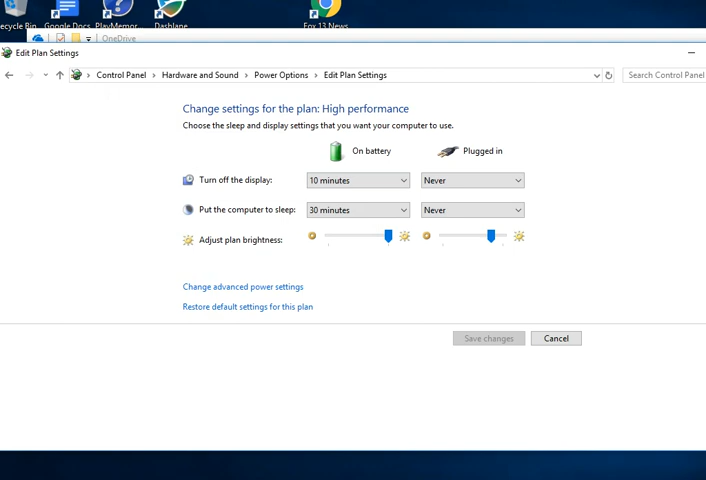 ecycle Bin Google Docs PlayMemor... Dashlane Fox 13 News
OneDrive
Edit Plan Settings
Control Panel > Hardware and Sound > Power Options > Edit Plan Settings Search Control Panel
Change settings for the plan: High performance
Choose the sleep and display settings that you want your computer to use.
On battery Plugged in
Turn off the display: 10 minutes Never
Put the computer to sleep: 30 minutes Never
Adjust plan brightness:
Change advanced power settings
Restore default settings for this plan
Save changes Cancel